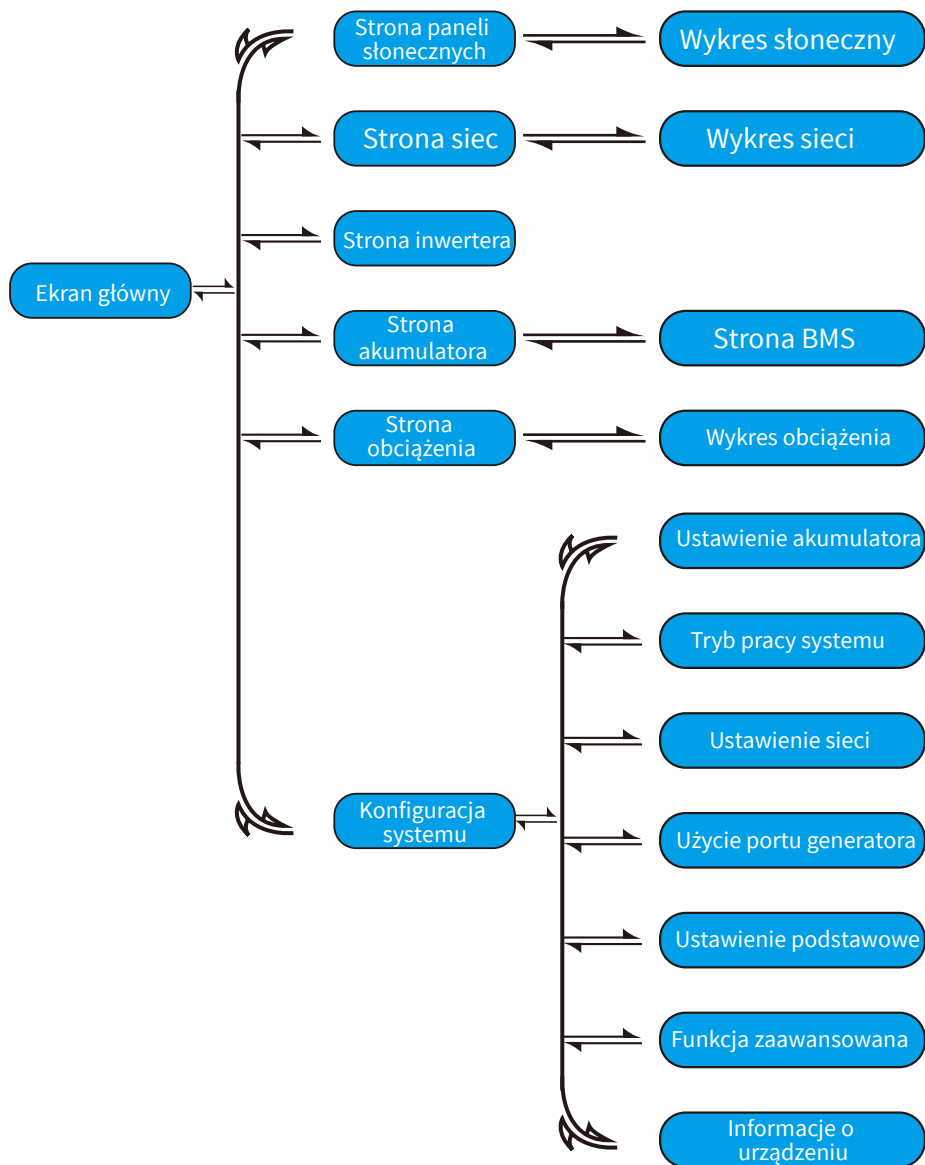 Strona paneli
słonecznych
Wykres słoneczny
Strona siec
Wykres sieci
Strona inwertera
Ekran główny
Strona
akumulatora
Strona BMS
Strona
obciążenia
Wykres obciążenia
Ustawienie akumulatora
Tryb pracy systemu
Ustawienie sieci
Konfiguracja
systemu
Użycie portu generatora
Ustawienie podstawowe
Funkcja zaawansowana
Informacje o
urządzeniu